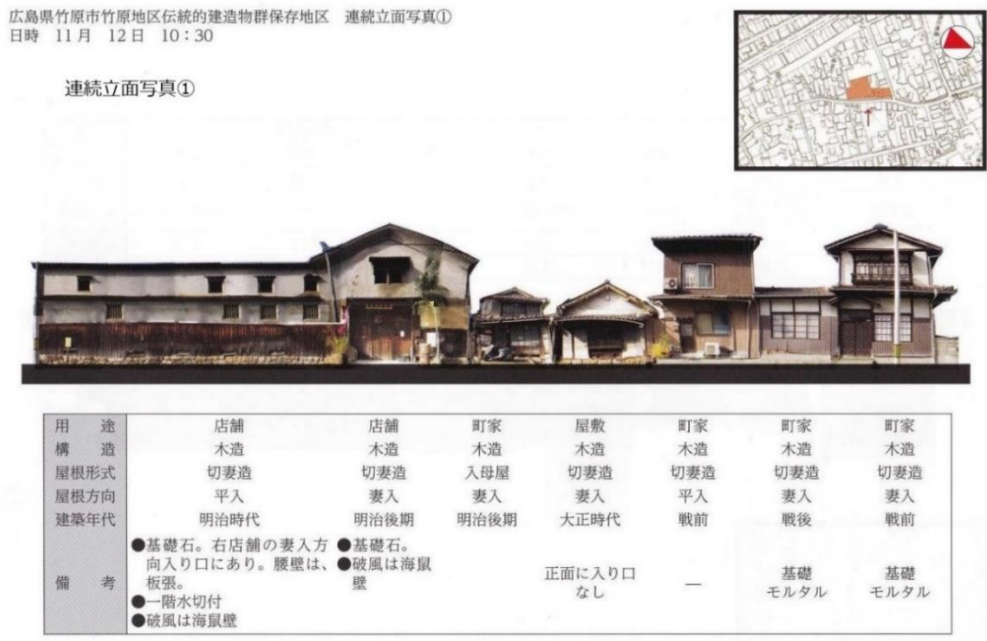 広島県竹原市竹原地区伝統的建造物群保存地区　連続立面写真①
日時　11月　12日　10：30
連続立面写真①
用　途　店舗　店舗　町家　屋敷　町家　町家　町家
構　造　木造　木造　木造　木造　木造　木造　木造
屋根形式　切妻造　切妻造　入母屋　切妻造　切妻造　切妻造　切妻造
屋根方向　平入　妻入　妻入　妻入　平入　妻入　妻入
建築年代　明治時代　明治後期　明治後期　大正時代　戦前　戦後　戦前
備　考
●基礎石。右店舗の妻入方
向入り口にあり。腰壁は、
板張。
●一階水切付
●破風は海鼠壁
●基礎石。
●破風は海鼠
壁
正面に入り口
なし
—
基礎
モルタル
基礎
モルタル